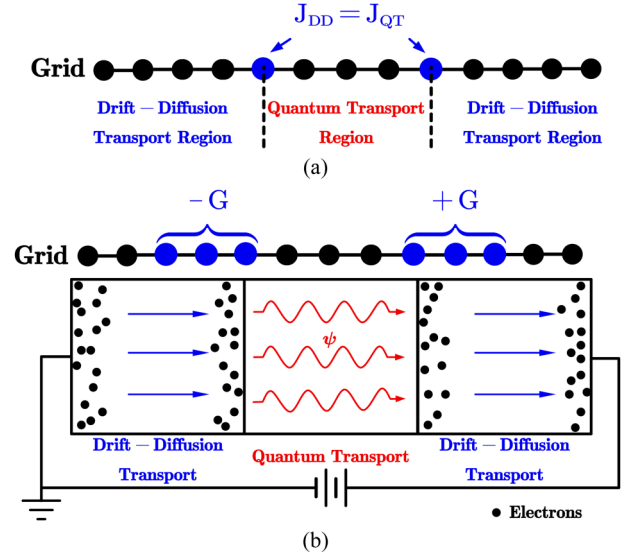 J_DD = J_QT
Grid
Drift – Diffusion
Transport Region
Quantum Transport
Region
Drift – Diffusion
Transport Region
(a)
– G
+ G
Grid
ψ
Drift – Diffusion
Transport
Quantum Transport
Drift – Diffusion
Transport
Electrons
(b)